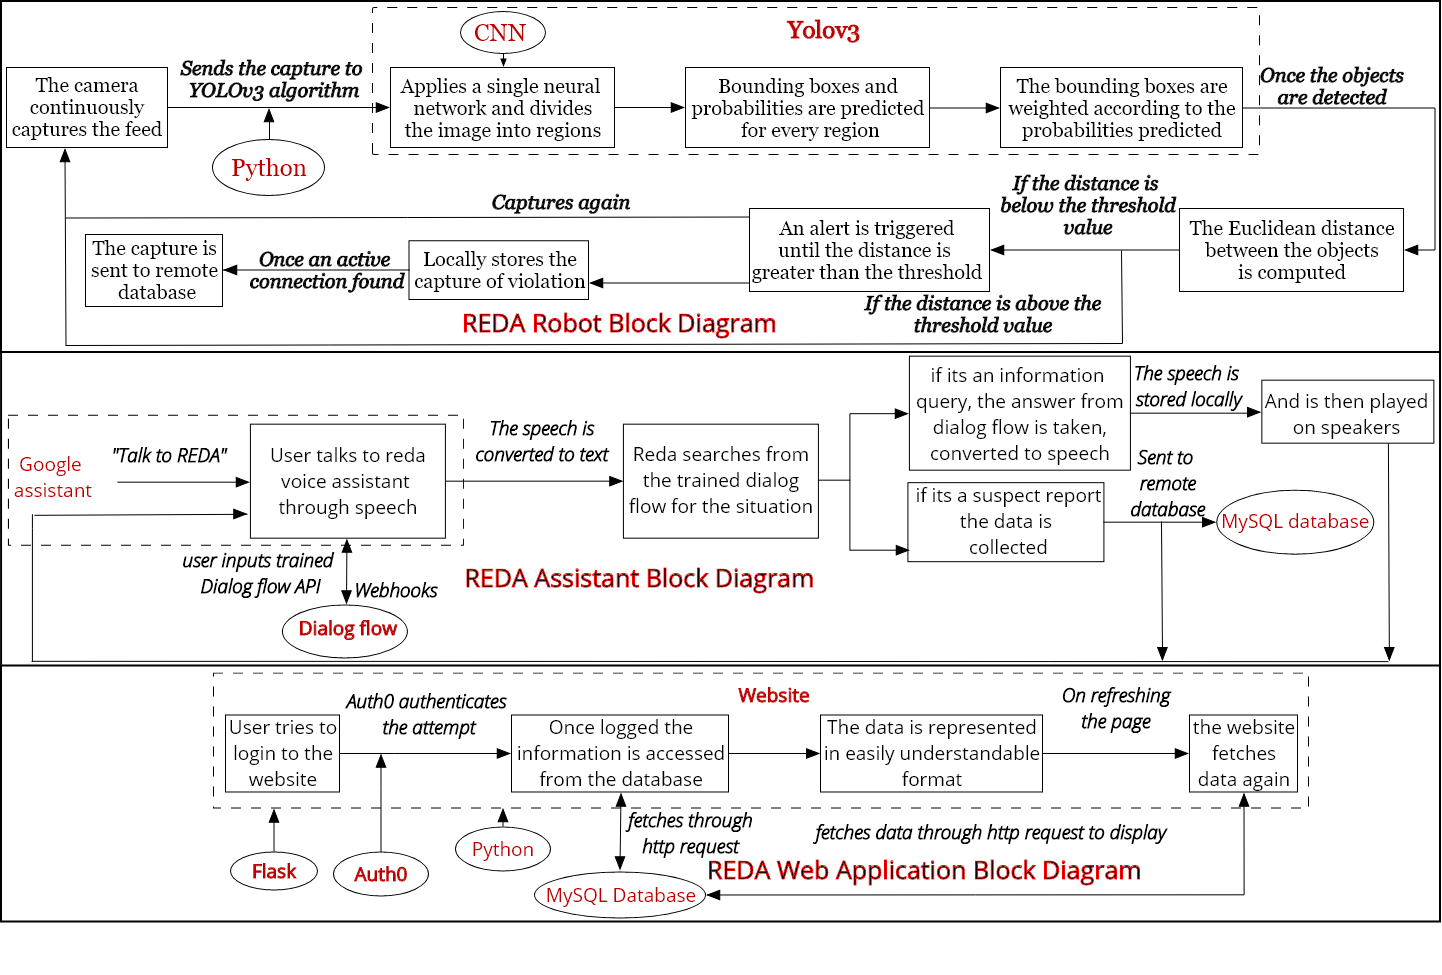 CNN
Yolov3
The camera
continuously
captures the feed
Sends the capture to
YOLOv3 algorithm
Python
Applies a single neural
network and divides
the image into regions
Bounding boxes and
probabilities are predicted
for every region
The bounding boxes are
weighted according to the
probabilities predicted
Once the objects
are detected
The Euclidean distance
between the objects
is computed
If the distance is
below the threshold
value
An alert is triggered
until the distance is
greater than the threshold
Captures again
Locally stores the
capture of violation
Once an active
connection found
The capture is
sent to remote
database
If the distance is above the
threshold value
REDA Robot Block Diagram
Google
assistant
"Talk to REDA"
User talks to reda
voice assistant
through speech
user inputs trained
Dialog flow API
Webhooks
Dialog flow
The speech is
converted to text
Reda searches from
the trained dialog
flow for the situation
if its an information
query, the answer from
dialog flow is taken,
converted to speech
The speech is
stored locally
And is then played
on speakers
if its a suspect report
the data is
collected
Sent to
remote
database
MySQL database
REDA Assistant Block Diagram
Website
User tries to
login to the
website
Auth0 authenticates
the attempt
Once logged the
information is accessed
from the database
The data is represented
in easily understandable
format
On refreshing
the page
the website
fetches
data again
Flask
Auth0
Python
fetches through
http request
fetches data through http request to display
MySQL Database
REDA Web Application Block Diagram